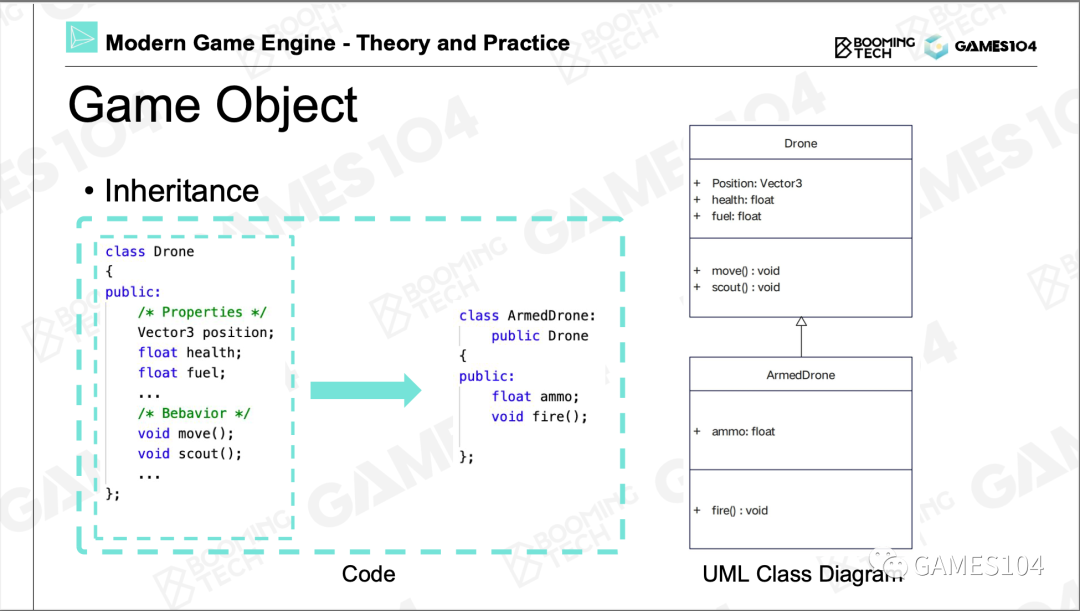 Modern Game Engine - Theory and Practice
BOOMING
TECH
GAMES104
Game Object
• Inheritance
class Drone
{
public:
/* Properties */
Vector3 position;
float health;
float fuel;
...
/* Bebavior */
void move();
void scout();
...
};
class ArmedDrone:
public Drone
{
public:
float ammo;
void fire();
};
Code
Drone
+ Position: Vector3
+ health: float
+ fuel: float
+ move() : void
+ scout() : void
ArmedDrone
+ ammo: float
+ fire() : void
UML Class Diagram
GAMES104